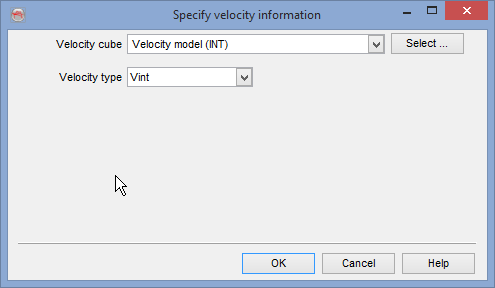 Specify velocity information
Velocity cube Velocity model (INT) Select ...
Velocity type Vint
OK Cancel Help